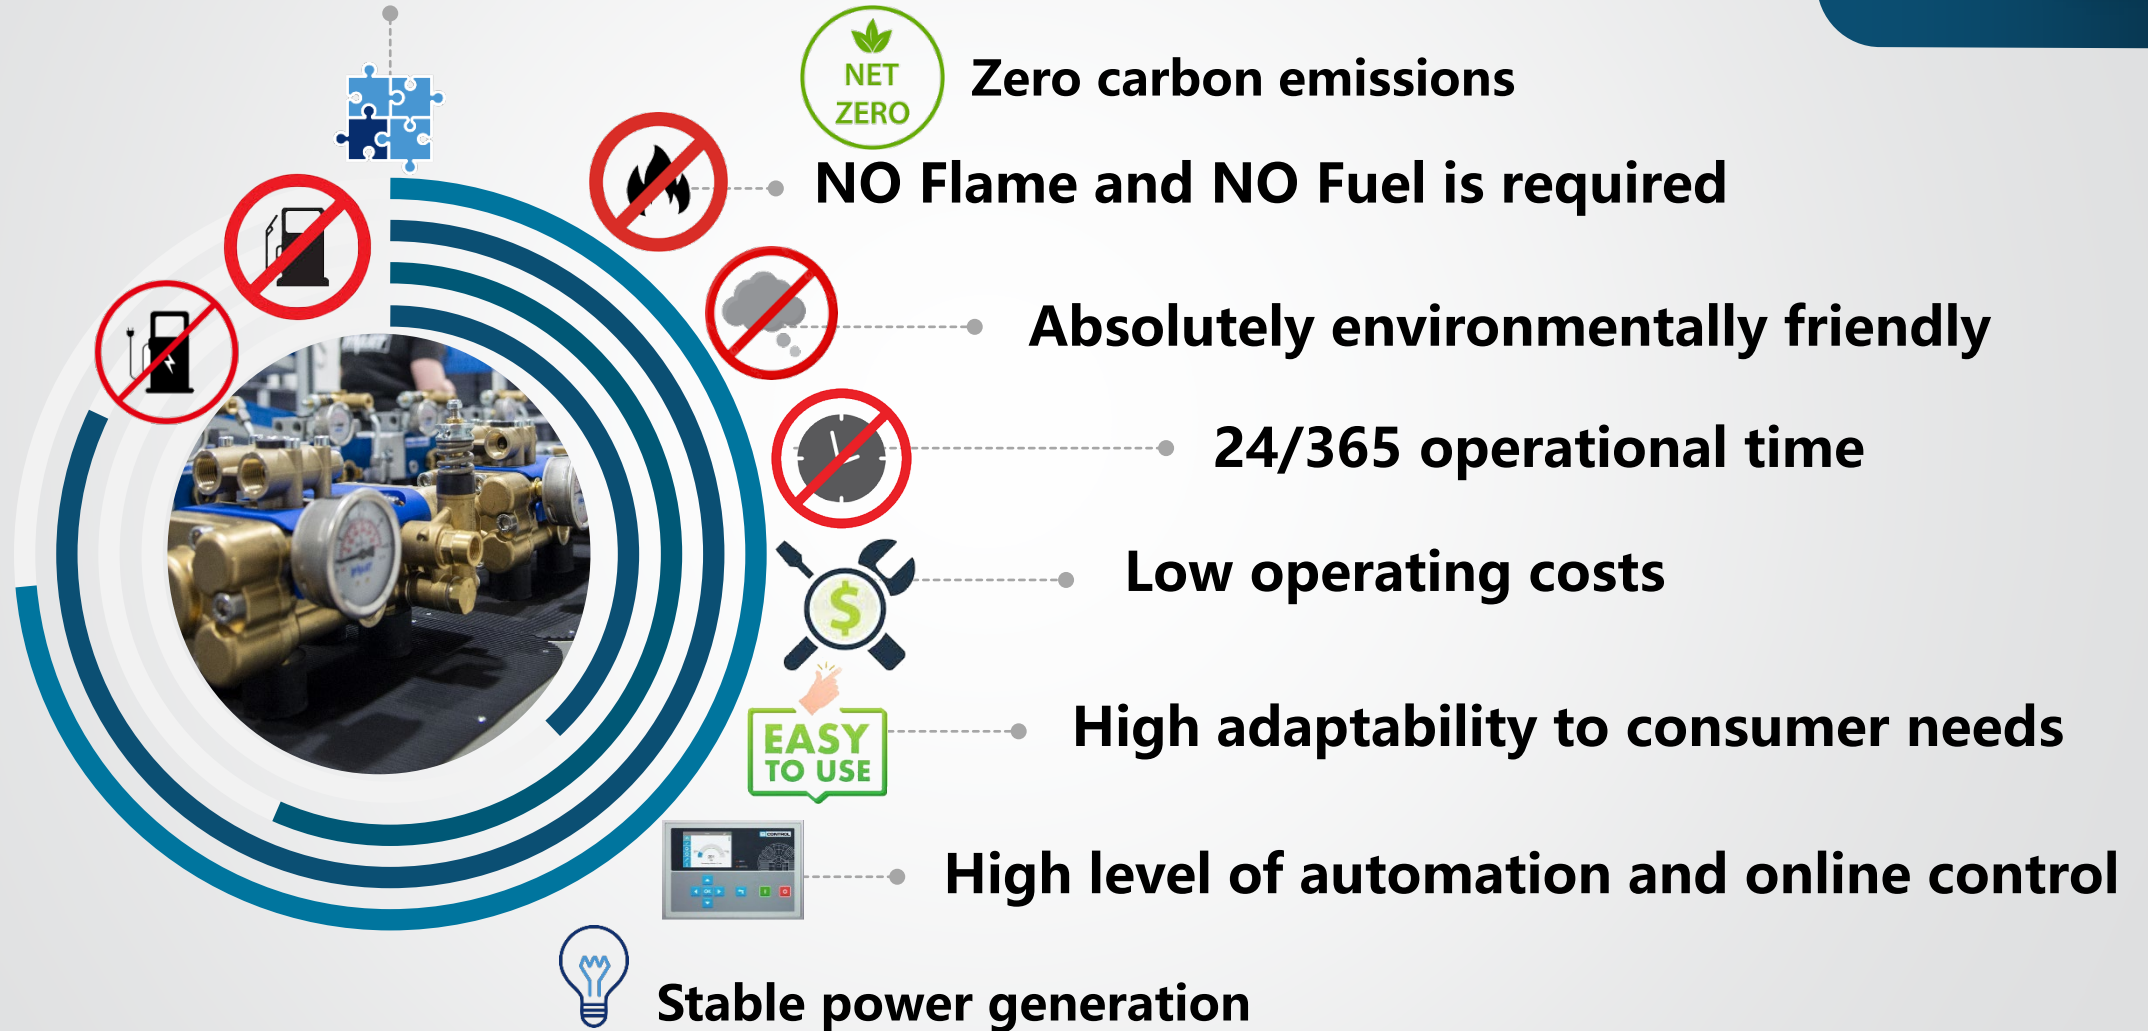 NET
ZERO
Zero carbon emissions
NO Flame and NO Fuel is required
Absolutely environmentally friendly
24/365 operational time
Low operating costs
$
EASY
TO USE
High adaptability to consumer needs
High level of automation and online control
Stable power generation